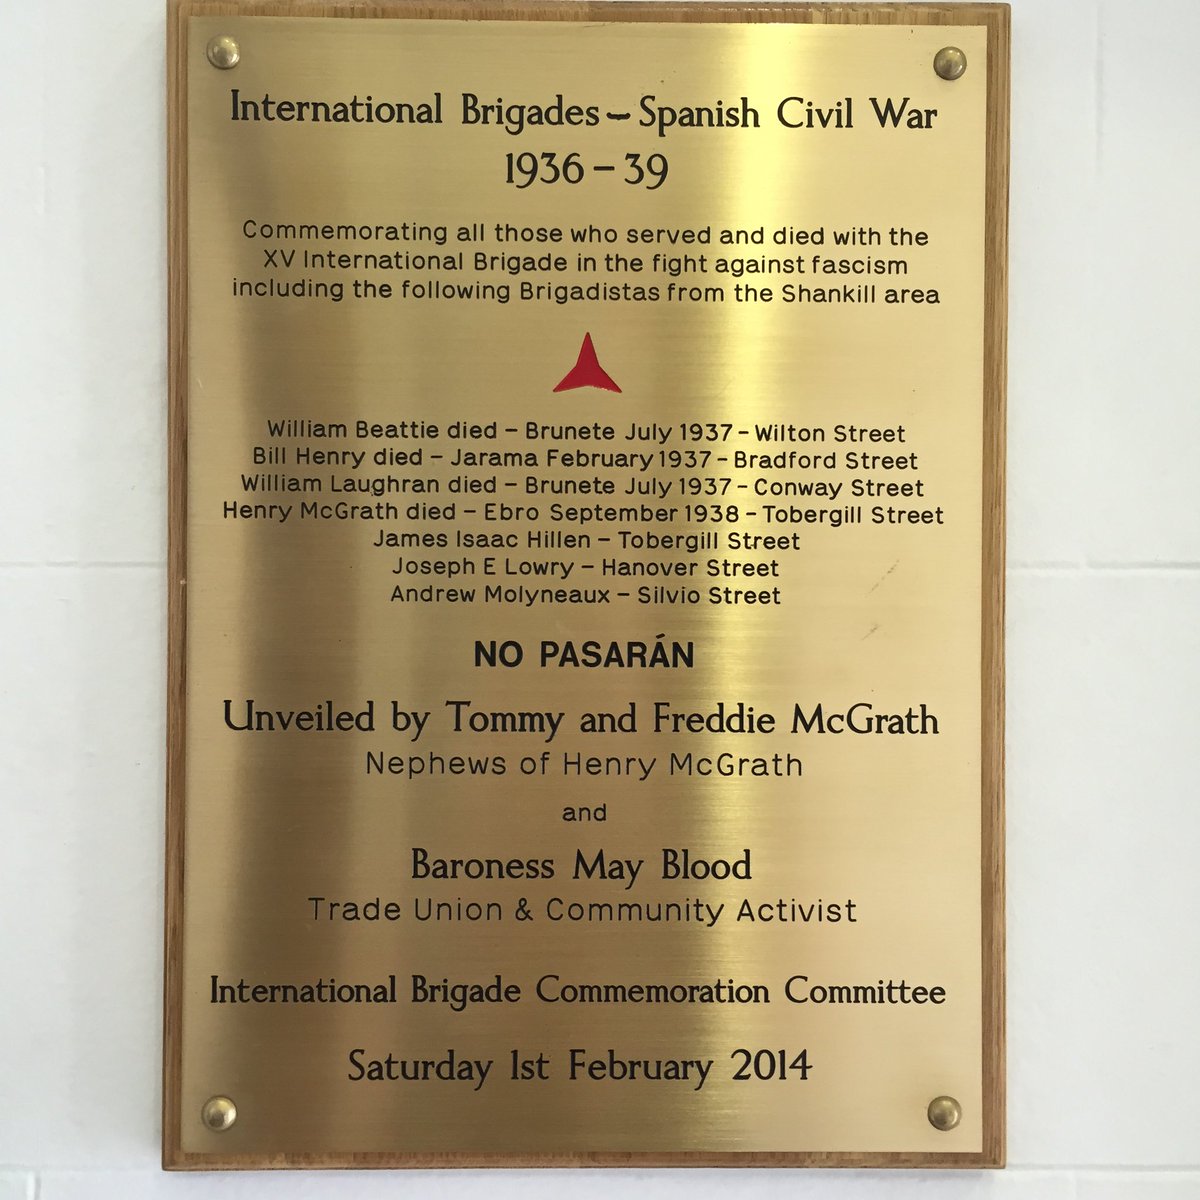 International Brigades – Spanish Civil War
1936 – 39
Commemorating all those who served and died with the
XV International Brigade in the fight against fascism
including the following Brigadistas from the Shankill area
William Beattie died – Brunete July 1937 – Wilton Street
Bill Henry died – Jarama February 1937 – Bradford Street
William Laughran died – Brunete July 1937 – Conway Street
Henry McGrath died – Ebro September 1938 – Tobergill Street
James Isaac Hillen – Tobergill Street
Joseph E Lowry – Hanover Street
Andrew Molyneaux – Silvio Street
NO PASARÁN
Unveiled by Tommy and Freddie McGrath
Nephews of Henry McGrath
and
Baroness May Blood
Trade Union & Community Activist
International Brigade Commemoration Committee
Saturday 1st February 2014